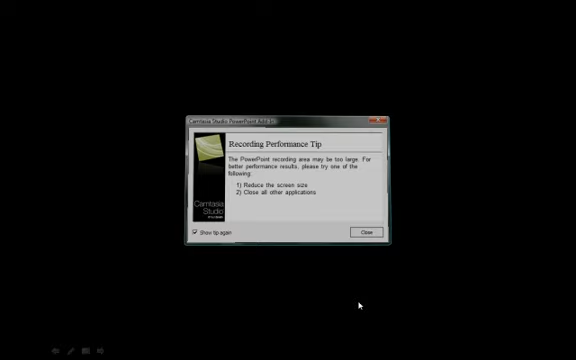 Camtasia Studio PowerPoint Add-in
Recording Performance Tip
The PowerPoint recording area may be too large. For
better performance results, please try one of the
following:
1) Reduce the screen size
2) Close all other applications
Camtasia
Studio
Show tip again
Close